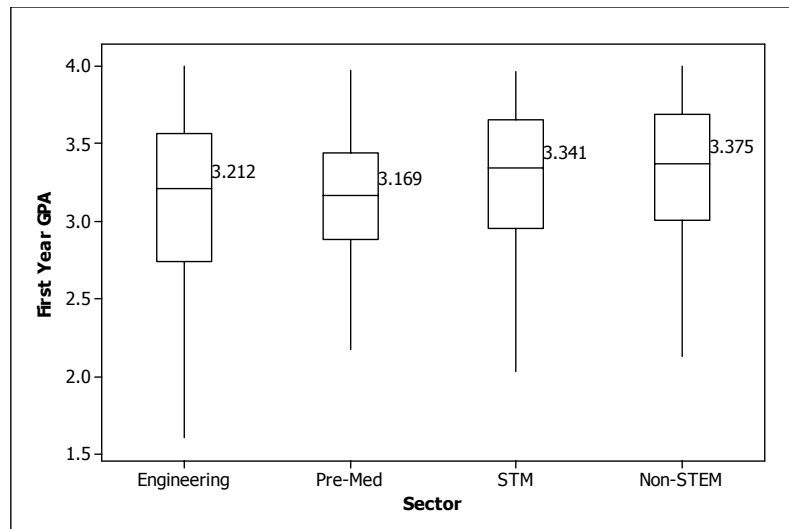 First Year GPA
4.0
3.5
3.0
2.5
2.0
1.5
3.212
3.169
3.341
3.375
Engineering
Pre-Med
STM
Non-STEM
Sector